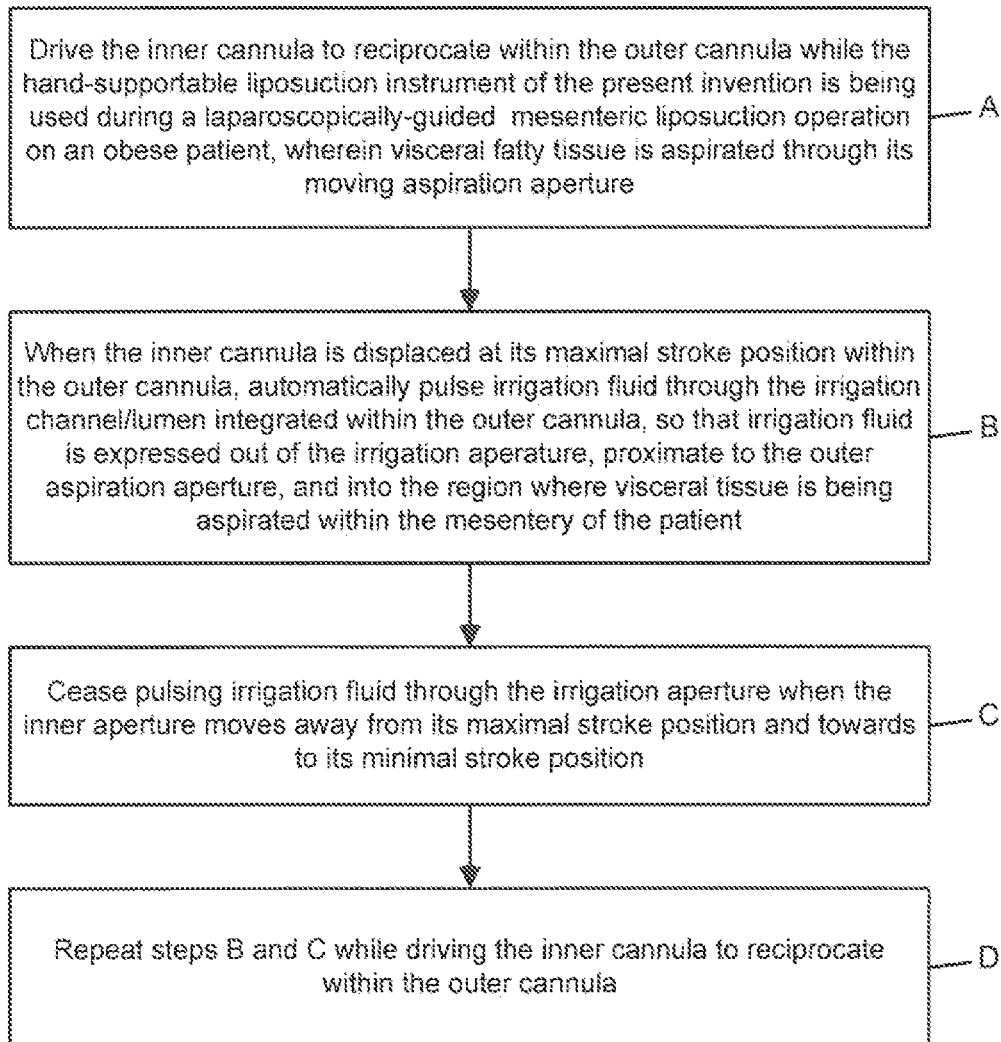 Drive the inner cannula to reciprocate within the outer cannula while the
hand-supportable liposuction instrument of the present invention is being
used during a laparoscopically-guided mesenteric liposuction operation
on an obese patient, wherein visceral fatty tissue is aspirated through its
moving aspiration aperture
A
When the inner cannula is displaced at its maximal stroke position within
the outer cannula, automatically pulse irrigation fluid through the irrigation
channel/lumen integrated within the outer cannula, so that irrigation fluid
is expressed out of the irrigation aperature, proximate to the outer
aspiration aperture, and into the region where visceral tissue is being
aspirated within the mesentery of the patient
B
Cease pulsing irrigation fluid through the irrigation aperture when the
inner aperture moves away from its maximal stroke position and towards
to its minimal stroke position
C
Repeat steps B and C while driving the inner cannula to reciprocate
within the outer cannula
D